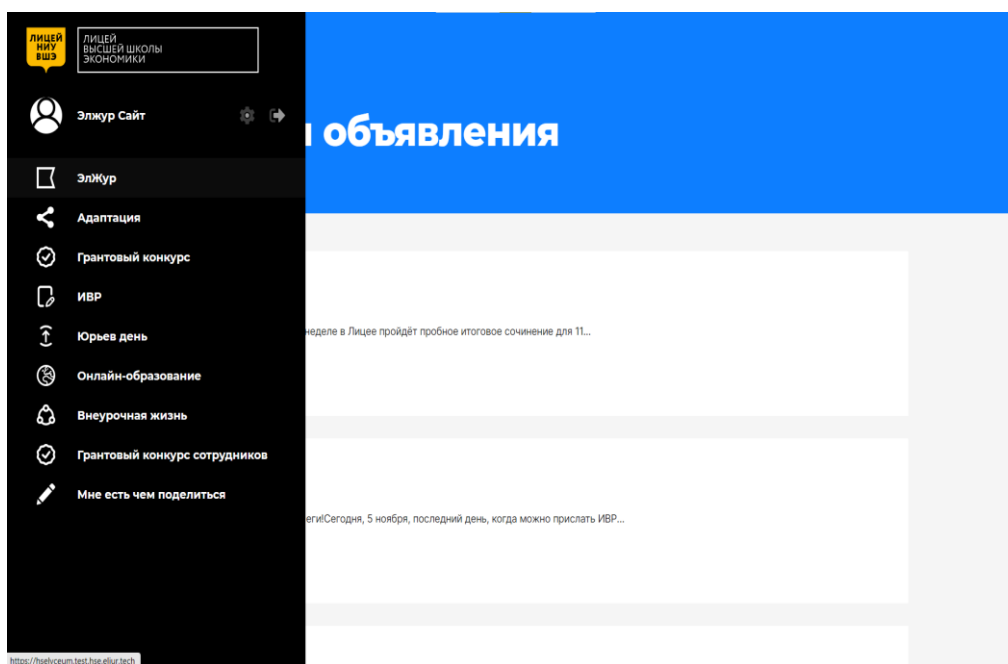 ЛИЦЕЙ
НИУ
ВШЭ
ЛИЦЕЙ
ВЫСШЕЙ ШКОЛЫ
ЭКОНОМИКИ
Элжур Сайт
объявления
ЭлЖур
Адаптация
Грантовый конкурс
ИВР
неделе в Лицее пройдёт пробное итоговое сочинение для 11...
Юрьев день
Онлайн-образование
Внеурочная жизнь
Грантовый конкурс сотрудников
Мне есть чем поделиться
еги!Сегодня, 5 ноября, последний день, когда можно прислать ИВР...
https://hselyceum.test.hse.eljur.tech